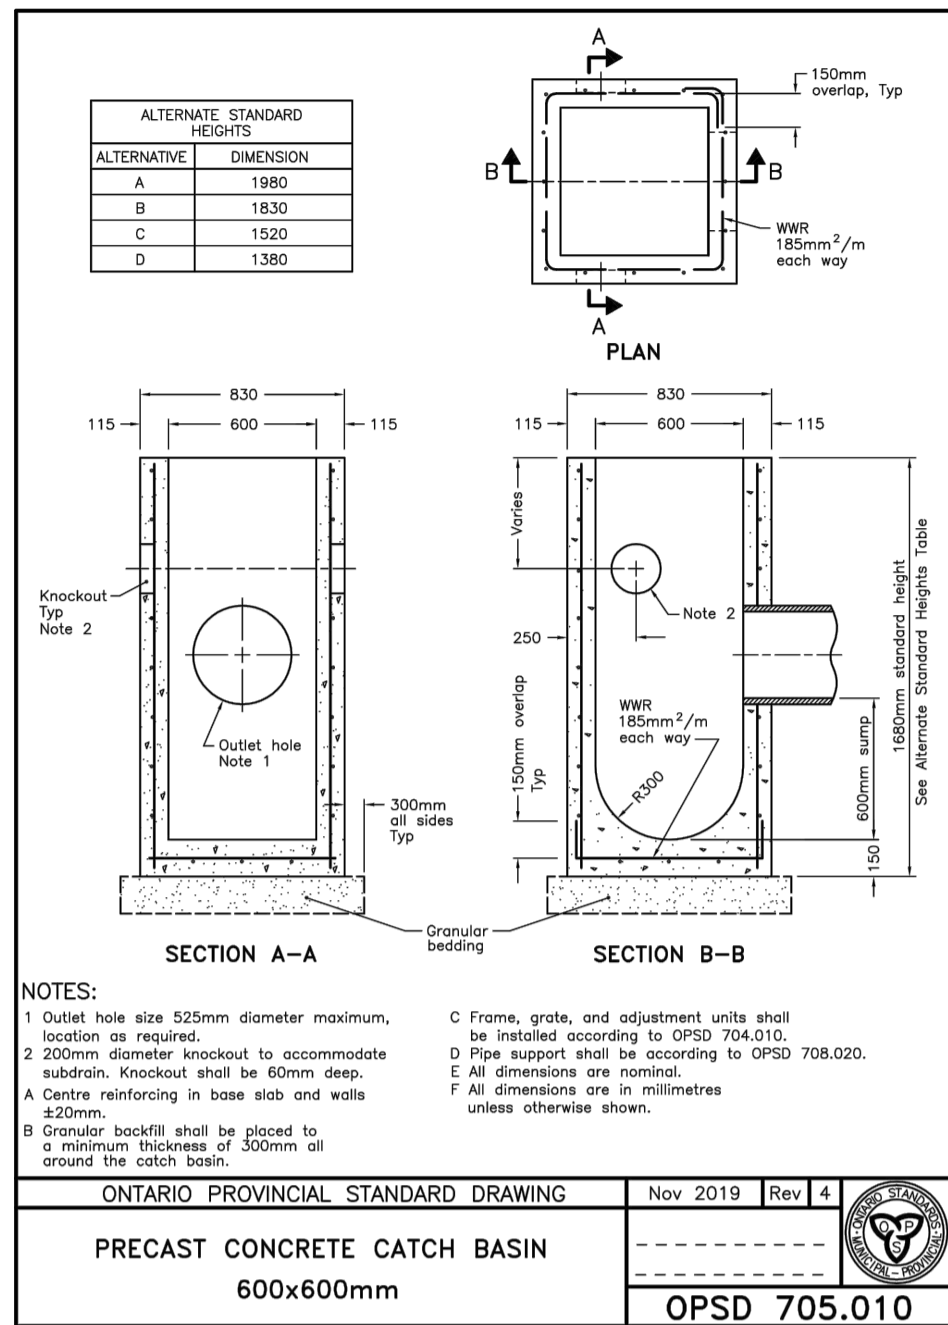 ALTERNATE STANDARD
HEIGHTS
ALTERNATIVE DIMENSION
A 1980
B 1830
C 1520
D 1380
A
150mm
overlap, Typ
B
B
WWR
185mm²/m
each way
A
PLAN
830
115
600
115
Knockout
Typ
Note 2
Outlet hole
Note 1
300mm
all sides
Typ
SECTION A–A
830
115
600
115
Varies
Note 2
250
150mm overlap
Typ
WWR
185mm²/m
each way
R300
600mm sump
150
1680mm standard height
See Alternate Standard Heights Table
Granular
bedding
SECTION B–B
NOTES:
1 Outlet hole size 525mm diameter maximum,
location as required.
2 200mm diameter knockout to accommodate
subdrain. Knockout shall be 60mm deep.
A Centre reinforcing in base slab and walls
±20mm.
B Granular backfill shall be placed to
a minimum thickness of 300mm all
around the catch basin.
C Frame, grate, and adjustment units shall
be installed according to OPSD 704.010.
D Pipe support shall be according to OPSD 708.020.
E All dimensions are nominal.
F All dimensions are in millimetres
unless otherwise shown.
ONTARIO PROVINCIAL STANDARD DRAWING
Nov 2019 Rev 4
PRECAST CONCRETE CATCH BASIN
600x600mm
ONTARIO STANDARDS
MUNICIPAL – PROVINCIAL
O P
S
OPSD 705.010